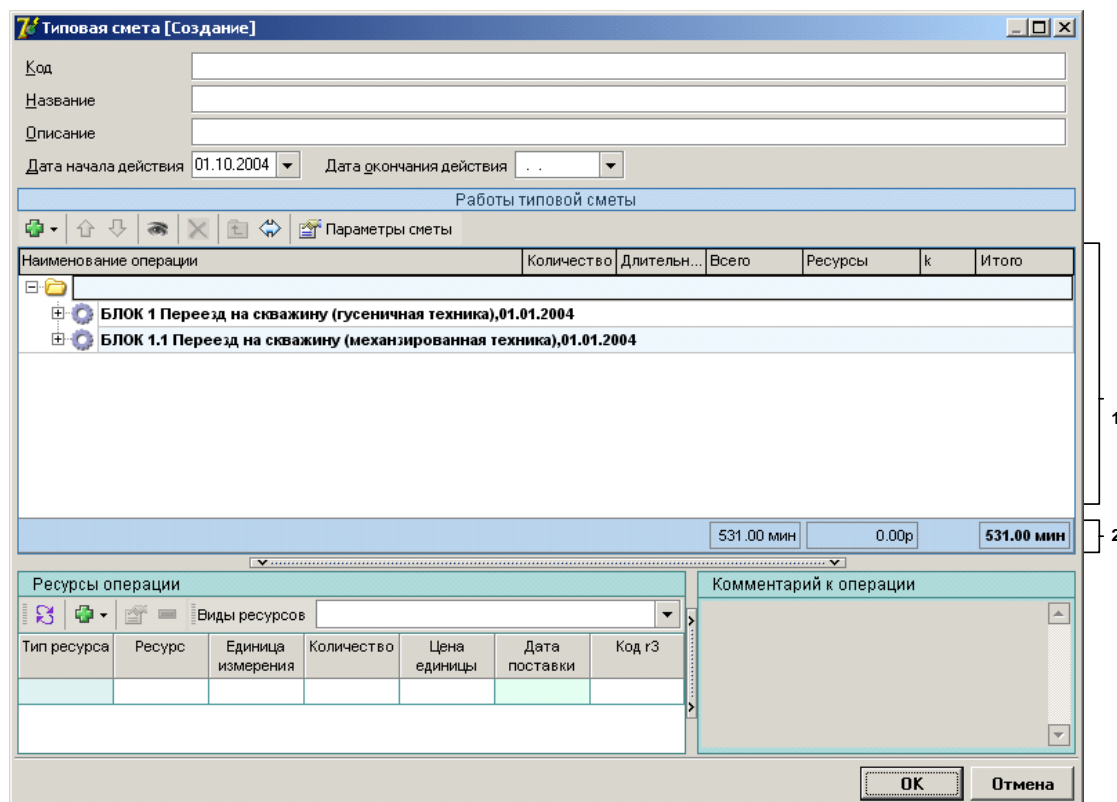 Типовая смета [Создание]
Код
Название
Описание
Дата начала действия 01.10.2004 Дата окончания действия . .
Работы типовой сметы
Параметры сметы
Наименование операции Количество Длительн... Всего Ресурсы k Итого
БЛОК 1 Переезд на скважину (гусеничная техника),01.01.2004
БЛОК 1.1 Переезд на скважину (механзированная техника),01.01.2004
1
531.00 мин 0.00р 531.00 мин
2
Ресурсы операции Комментарий к операции
Виды ресурсов
Тип ресурса Ресурс Единица измерения Количество Цена единицы Дата поставки Код r3
OK Отмена